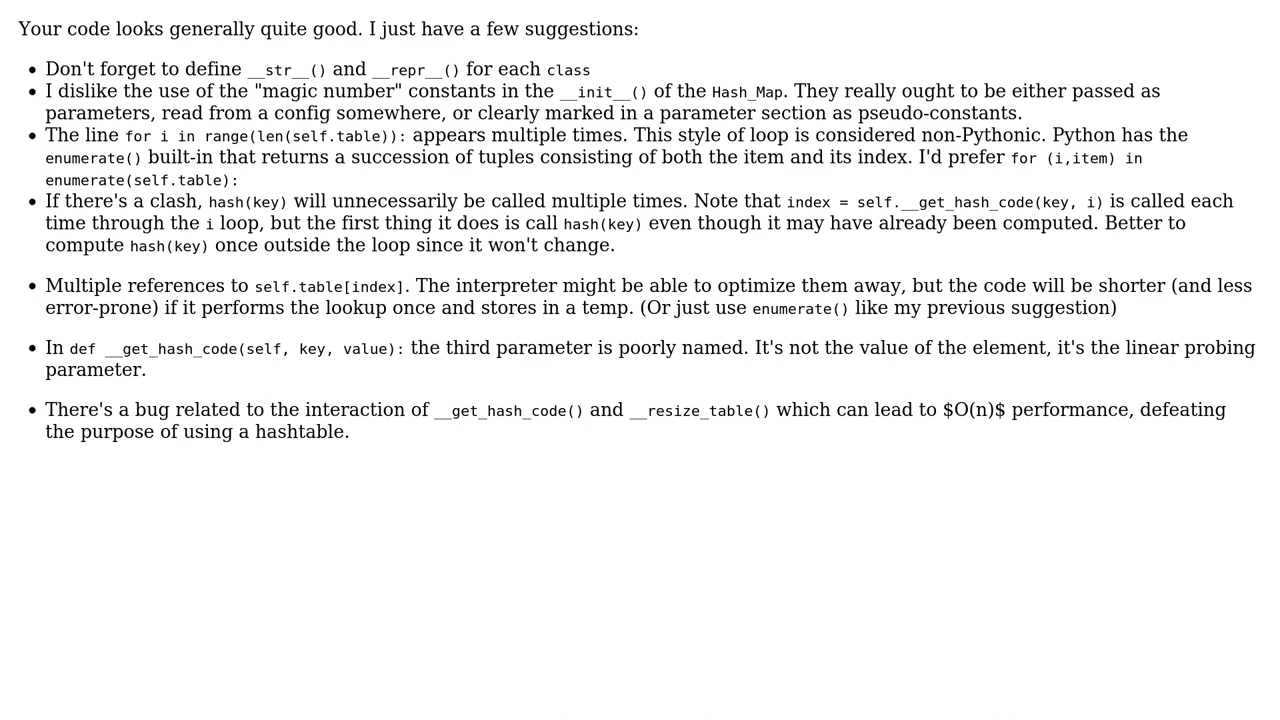 Your code looks generally quite good. I just have a few suggestions:
• Don't forget to define __str__() and __repr__() for each class
• I dislike the use of the "magic number" constants in the __init__() of the Hash_Map. They really ought to be either passed as
parameters, read from a config somewhere, or clearly marked in a parameter section as pseudo-constants.
• The line for i in range(len(self.table)): appears multiple times. This style of loop is considered non-Pythonic. Python has the
enumerate() built-in that returns a succession of tuples consisting of both the item and its index. I'd prefer for (i,item) in
enumerate(self.table):
• If there's a clash, hash(key) will unnecessarily be called multiple times. Note that index = self.__get_hash_code(key, i) is called each
time through the i loop, but the first thing it does is call hash(key) even though it may have already been computed. Better to
compute hash(key) once outside the loop since it won't change.
• Multiple references to self.table[index]. The interpreter might be able to optimize them away, but the code will be shorter (and less
error-prone) if it performs the lookup once and stores in a temp. (Or just use enumerate() like my previous suggestion)
• In def __get_hash_code(self, key, value): the third parameter is poorly named. It's not the value of the element, it's the linear probing
parameter.
• There's a bug related to the interaction of __get_hash_code() and __resize_table() which can lead to $O(n)$ performance, defeating
the purpose of using a hashtable.